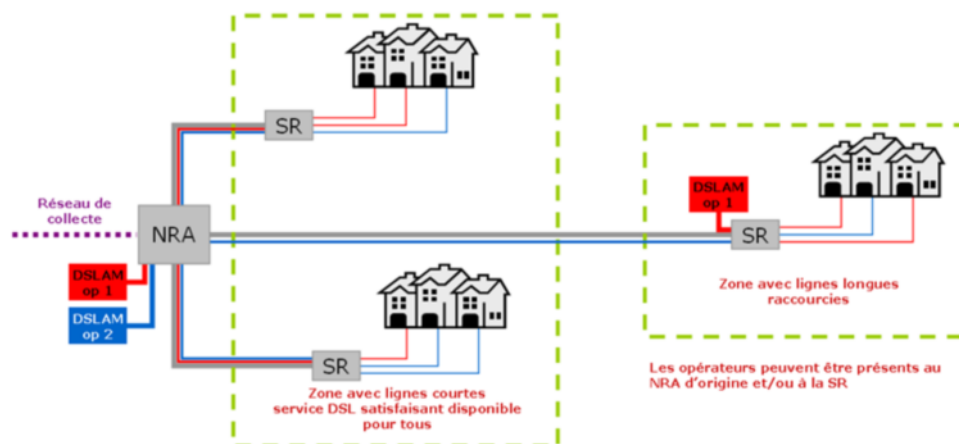 SR
DSLAM
op 1
SR
Réseau de
collecte
NRA
DSLAM
op 1
DSLAM
op 2
Zone avec lignes longues
raccourcies
SR
Zone avec lignes courtes
service DSL satisfaisant disponible
pour tous
Les opérateurs peuvent être présents au
NRA d'origine et/ou à la SR